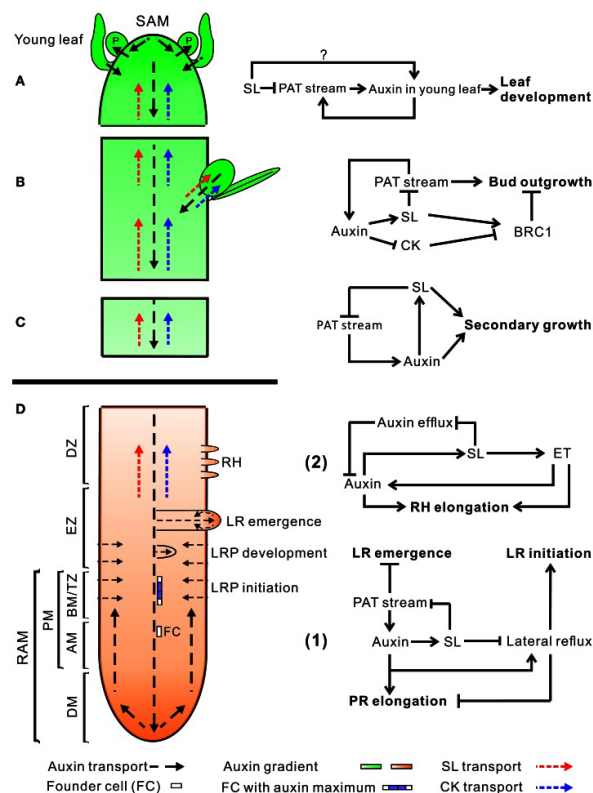 SAM
Young leaf
P
P
A
?
SL
PAT stream
Auxin in young leaf
Leaf
development
B
PAT stream
Bud outgrowth
SL
Auxin
CK
BRC1
C
SL
PAT stream
Secondary growth
Auxin
D
DZ
EZ
RAM
PM
BM/TZ
AM
DM
RH
LR emergence
LRP development
LRP initiation
FC
(2)
Auxin efflux
SL
ET
Auxin
RH elongation
(1)
LR emergence
LR initiation
PAT stream
Auxin
SL
Lateral reflux
PR elongation
Auxin transport
Auxin gradient
SL transport
Founder cell (FC)
FC with auxin maximum
CK transport